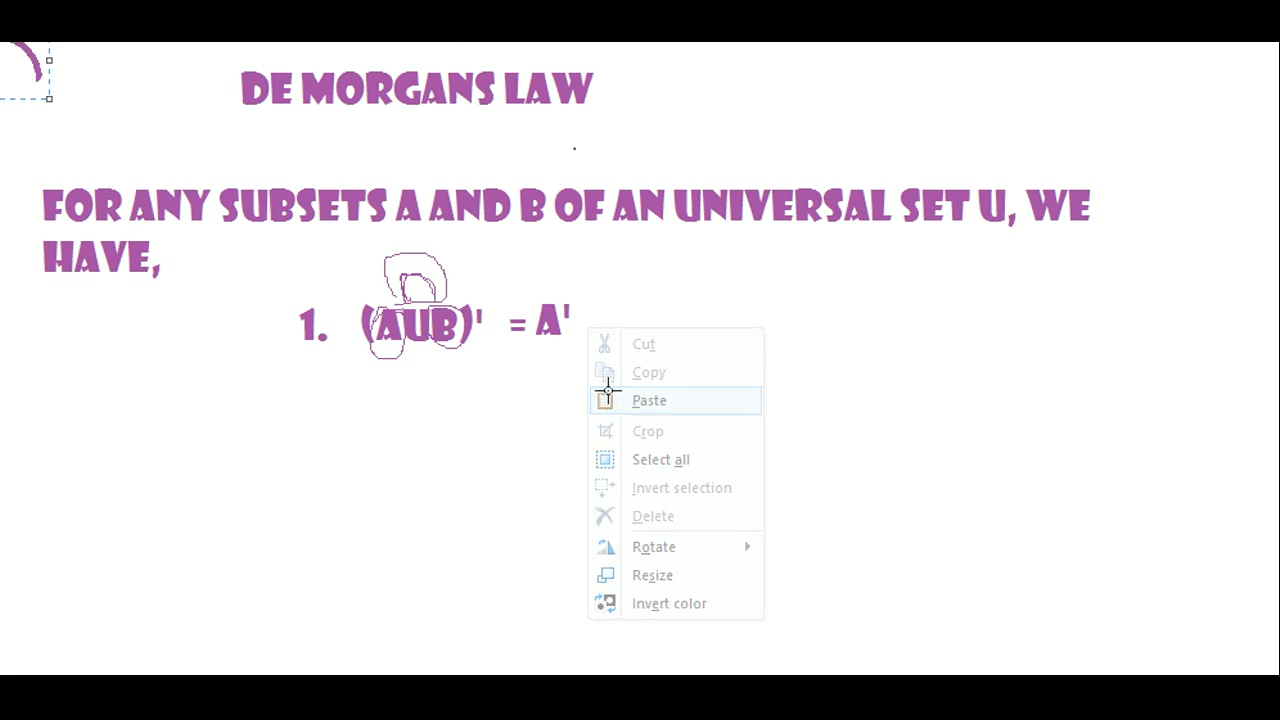 DE MORGANS LAW
FOR ANY SUBSETS A AND B OF AN UNIVERSAL SET U, WE
HAVE,
1. (AUB)' = A'
Cut
Copy
Paste
Crop
Select all
Invert selection
Delete
Rotate
Resize
Invert color